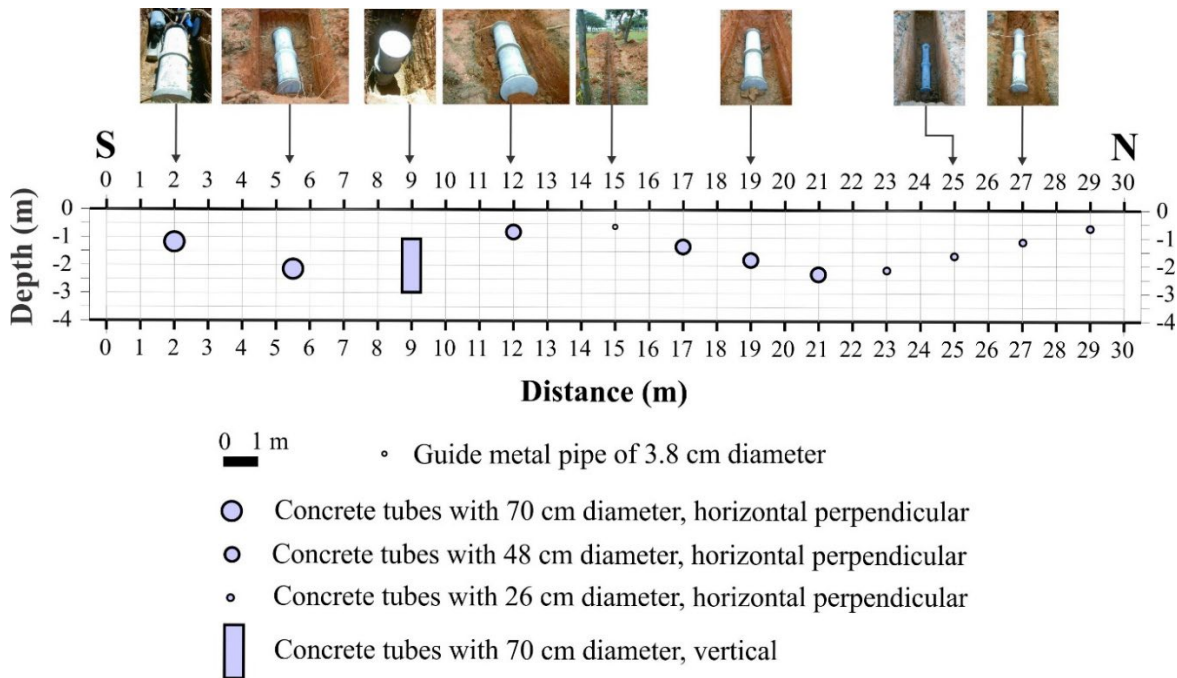 S N
0 1 2 3 4 5 6 7 8 9 10 11 12 13 14 15 16 17 18 19 20 21 22 23 24 25 26 27 28 29 30
0 0
-1 -1
-2 -2
-3 -3
-4 -4
Depth (m)
0 1 2 3 4 5 6 7 8 9 10 11 12 13 14 15 16 17 18 19 20 21 22 23 24 25 26 27 28 29 30
Distance (m)
0 1 m
Guide metal pipe of 3.8 cm diameter
Concrete tubes with 70 cm diameter, horizontal perpendicular
Concrete tubes with 48 cm diameter, horizontal perpendicular
Concrete tubes with 26 cm diameter, horizontal perpendicular
Concrete tubes with 70 cm diameter, vertical